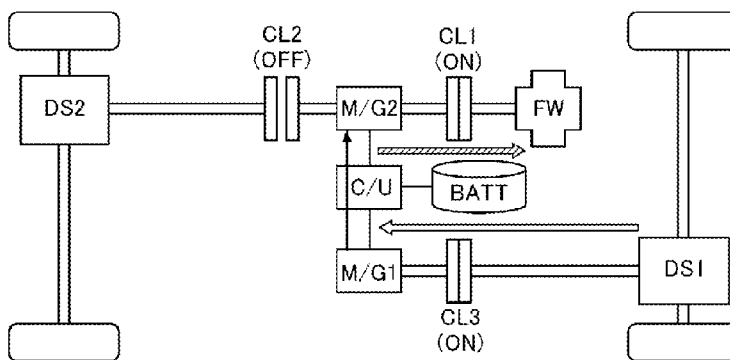 CL2
(OFF)
CL1
(ON)
DS2
M/G2
FW
C/U
BATT
M/G1
DS1
CL3
(ON)